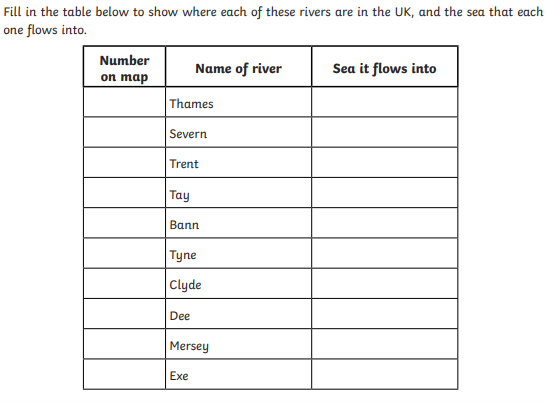 Fill in the table below to show where each of these rivers are in the UK, and the sea that each
one flows into.
Number
on map
Name of river
Sea it flows into
Thames
Severn
Trent
Tay
Bann
Tyne
Clyde
Dee
Mersey
Exe